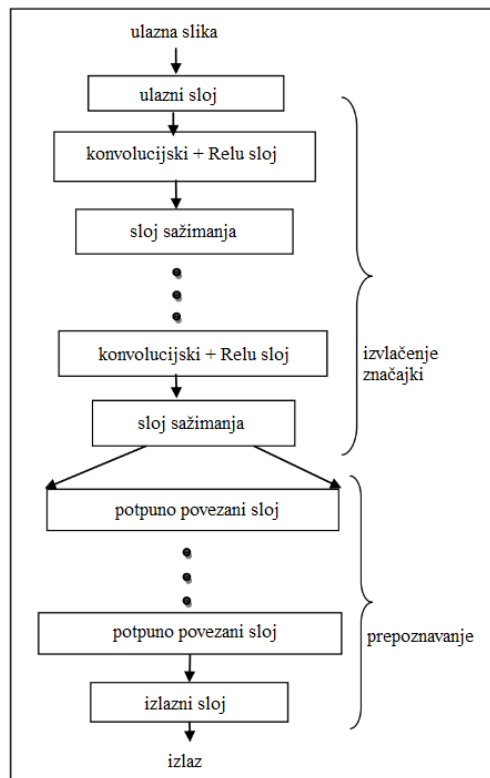 ulazna slika
ulazni sloj
konvolucijski + Relu sloj
sloj sažimanja
konvolucijski + Relu sloj
izvlačenje
značajki
sloj sažimanja
potpuno povezani sloj
potpuno povezani sloj
prepoznavanje
izlazni sloj
izlaz